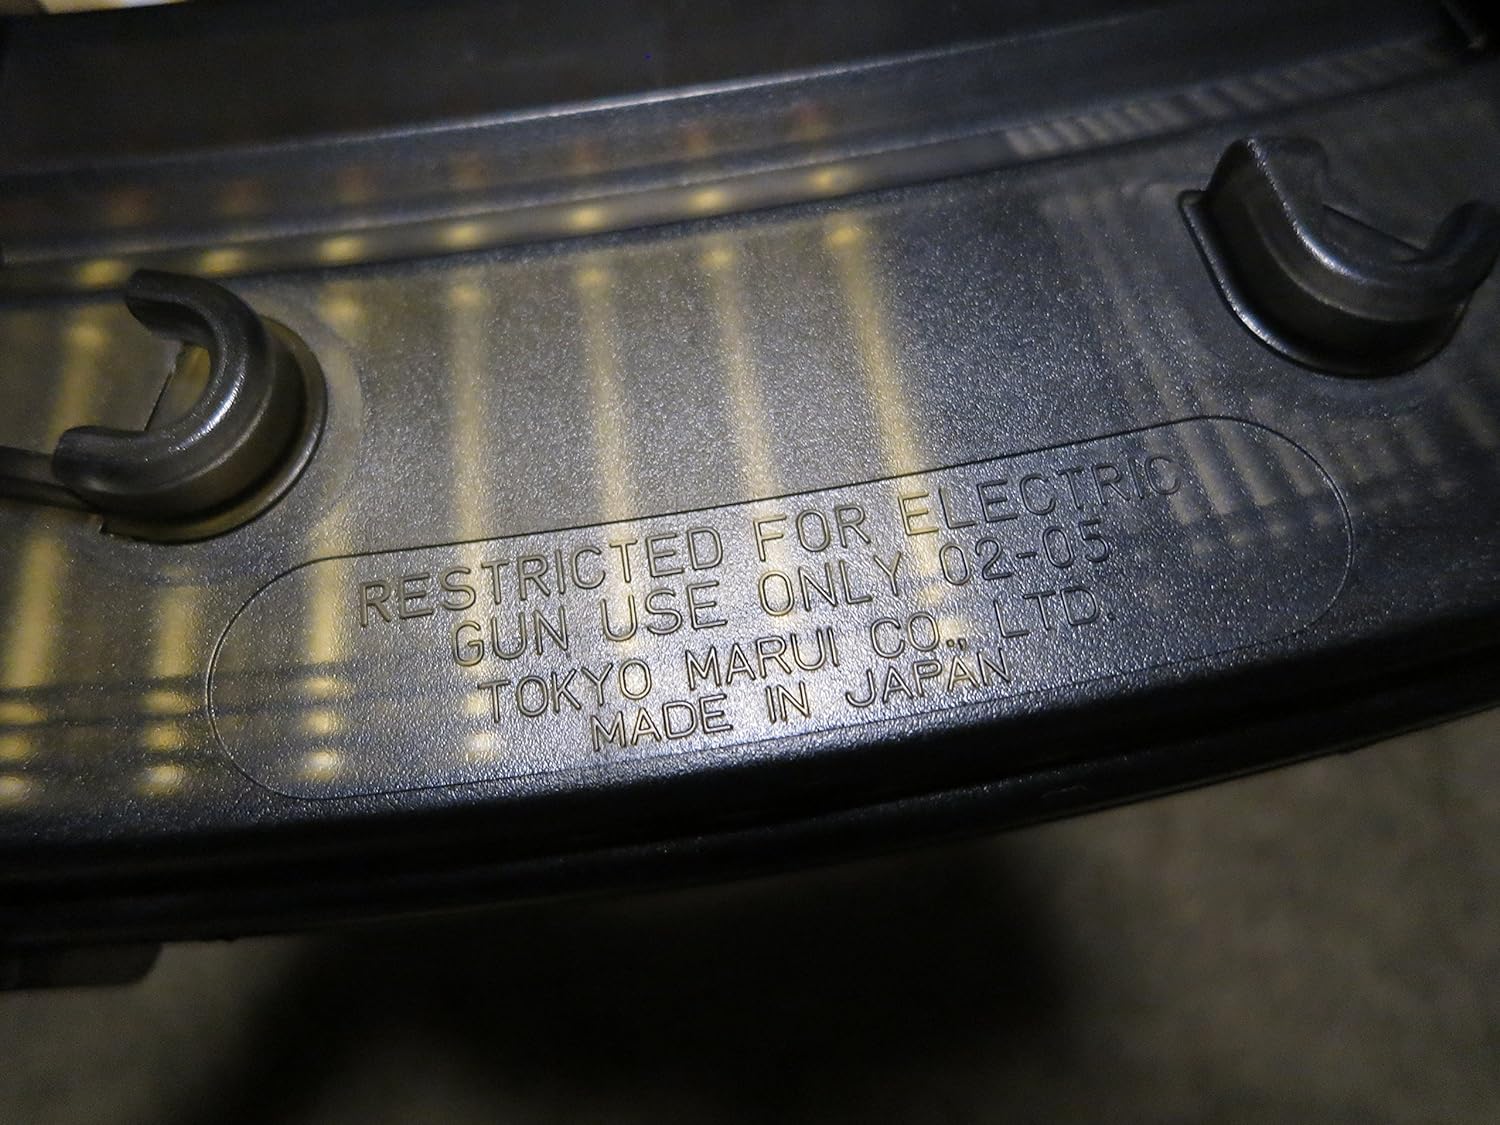 RESTRICTED FOR ELECTRIC
GUN USE ONLY 02-05
TOKYO MARUI CO., LTD.
MADE IN JAPAN